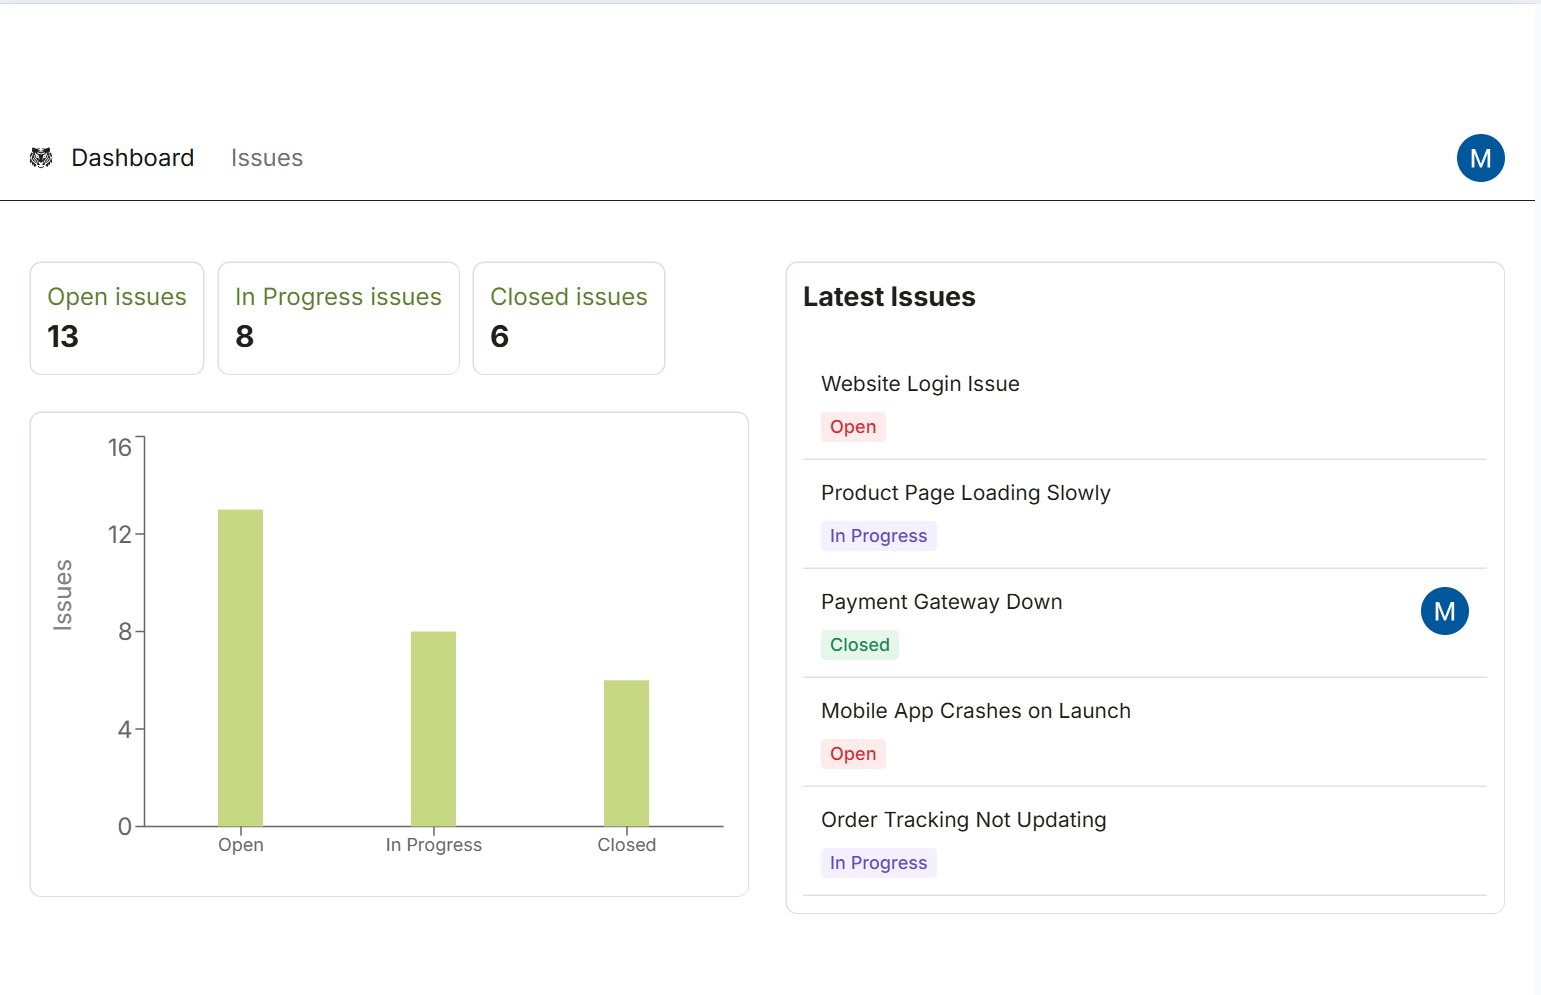 Dashboard Issues M
Open issues
13
In Progress issues
8
Closed issues
6
16
12
8
4
0
Issues
Open In Progress Closed
Latest Issues
Website Login Issue
Open
Product Page Loading Slowly
In Progress
Payment Gateway Down
M
Closed
Mobile App Crashes on Launch
Open
Order Tracking Not Updating
In Progress